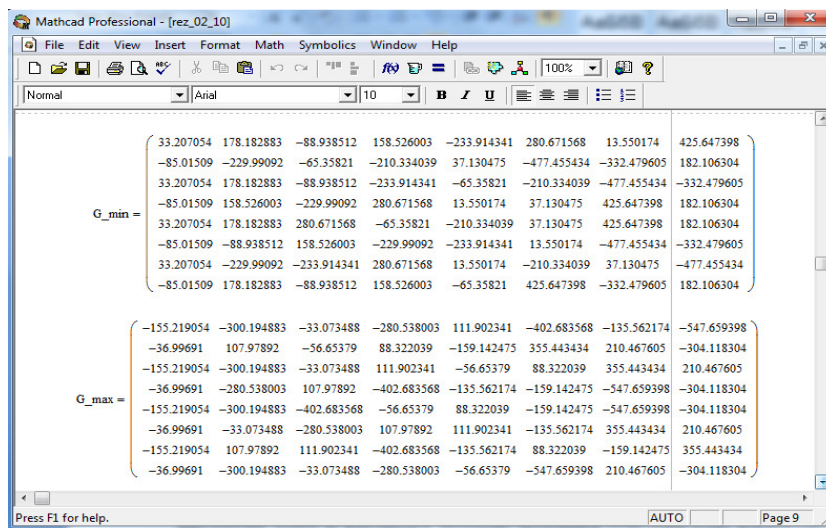 Mathcad Professional - [rez_02_10]
File Edit View Insert Format Math Symbolics Window Help
100%
Normal Arial 10 B I U
33.207054 178.182883 −88.938512 158.526003 −233.914341 280.671568 13.550174 425.647398
−85.01509 −229.99092 −65.35821 −210.334039 37.130475 −477.455434 −332.479605 182.106304
33.207054 178.182883 −88.938512 −233.914341 −65.35821 −210.334039 −477.455434 −332.479605
−85.01509 158.526003 −229.99092 280.671568 13.550174 37.130475 425.647398 182.106304
G_min =
33.207054 178.182883 280.671568 −65.35821 −210.334039 37.130475 425.647398 182.106304
−85.01509 −88.938512 158.526003 −229.99092 −233.914341 13.550174 −477.455434 −332.479605
33.207054 −229.99092 −233.914341 280.671568 13.550174 −210.334039 37.130475 −477.455434
−85.01509 178.182883 −88.938512 158.526003 −65.35821 425.647398 −332.479605 182.106304
−155.219054 −300.194883 −33.073488 −280.538003 111.902341 −402.683568 −135.562174 −547.659398
−36.99691 107.97892 −56.65379 88.322039 −159.142475 355.443434 210.467605 −304.118304
−155.219054 −300.194883 −33.073488 111.902341 −56.65379 88.322039 355.443434 210.467605
−36.99691 −280.538003 107.97892 −402.683568 −135.562174 −159.142475 −547.659398 −304.118304
G_max =
−155.219054 −300.194883 −402.683568 −56.65379 88.322039 −159.142475 −547.659398 −304.118304
−36.99691 −33.073488 −280.538003 107.97892 111.902341 −135.562174 355.443434 210.467605
−155.219054 107.97892 111.902341 −402.683568 −135.562174 88.322039 −159.142475 355.443434
−36.99691 −300.194883 −33.073488 −280.538003 −56.65379 −547.659398 210.467605 −304.118304
Press F1 for help. AUTO Page 9